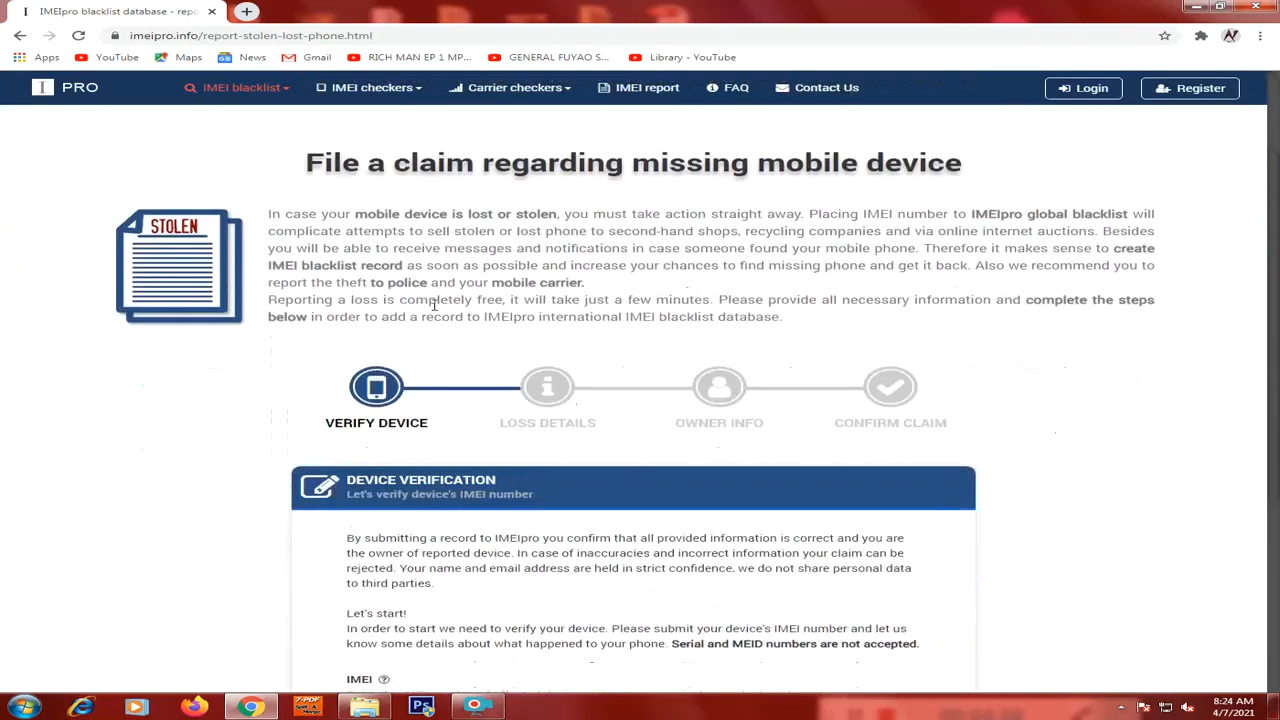 IMEIpro blacklist database - repo
imeipro.info/report-stolen-lost-phone.html
Apps YouTube Maps News Gmail RICH MAN EP 1 MP... GENERAL FUYAO S... Library - YouTube
I PRO IMEI blacklist IMEI checkers Carrier checkers IMEI report FAQ Contact Us Login Register
File a claim regarding missing mobile device
STOLEN
In case your mobile device is lost or stolen, you must take action straight away. Placing IMEI number to IMEIpro global blacklist will
complicate attempts to sell stolen or lost phone to second-hand shops, recycling companies and via online internet auctions. Besides
you will be able to receive messages and notifications in case someone found your mobile phone. Therefore it makes sense to create
IMEI blacklist record as soon as possible and increase your chances to find missing phone and get it back. Also we recommend you to
report the theft to police and your mobile carrier.
Reporting a loss is completely free, it will take just a few minutes. Please provide all necessary information and complete the steps
below in order to add a record to IMEIpro international IMEI blacklist database.
VERIFY DEVICE LOSS DETAILS OWNER INFO CONFIRM CLAIM
DEVICE VERIFICATION
Let's verify device's IMEI number
By submitting a record to IMEIpro you confirm that all provided information is correct and you are
the owner of reported device. In case of inaccuracies and incorrect information your claim can be
rejected. Your name and email address are held in strict confidence, we do not share personal data
to third parties.
Let's start!
In order to start we need to verify your device. Please submit your device's IMEI number and let us
know some details about what happened to your phone. Serial and MEID numbers are not accepted.
IMEI
7-PDF
Split & Merge
Ps
8:24 AM
4/7/2021